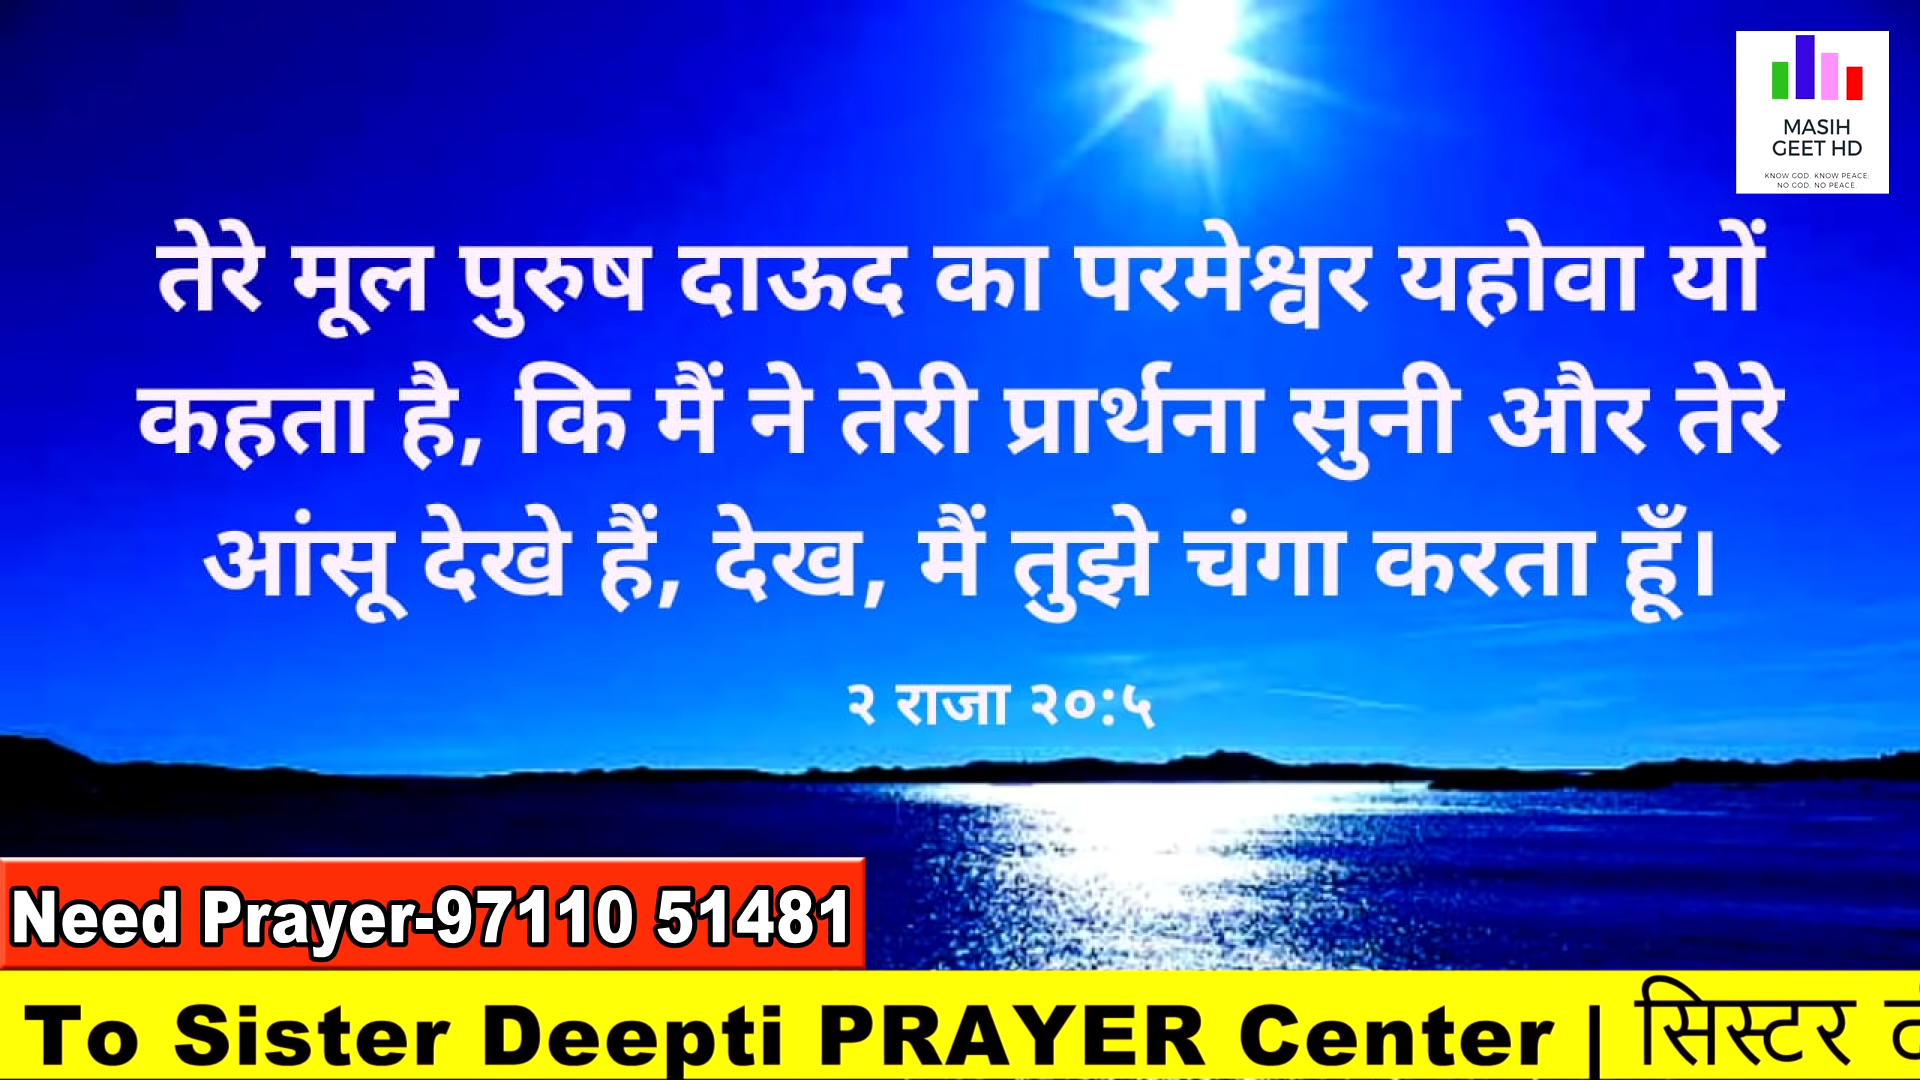 MASIH
GEET HD
KNOW GOD. KNOW PEACE.
NO GOD. NO PEACE.
तेरे मूल पुरुष दाऊद का परमेश्वर यहोवा यों
कहता है, कि मैं ने तेरी प्रार्थना सुनी और तेरे
आंसू देखे हैं, देख, मैं तुझे चंगा करता हूँ।
२ राजा २०:५
Need Prayer-97110 51481
To Sister Deepti PRAYER Center | सिस्टर